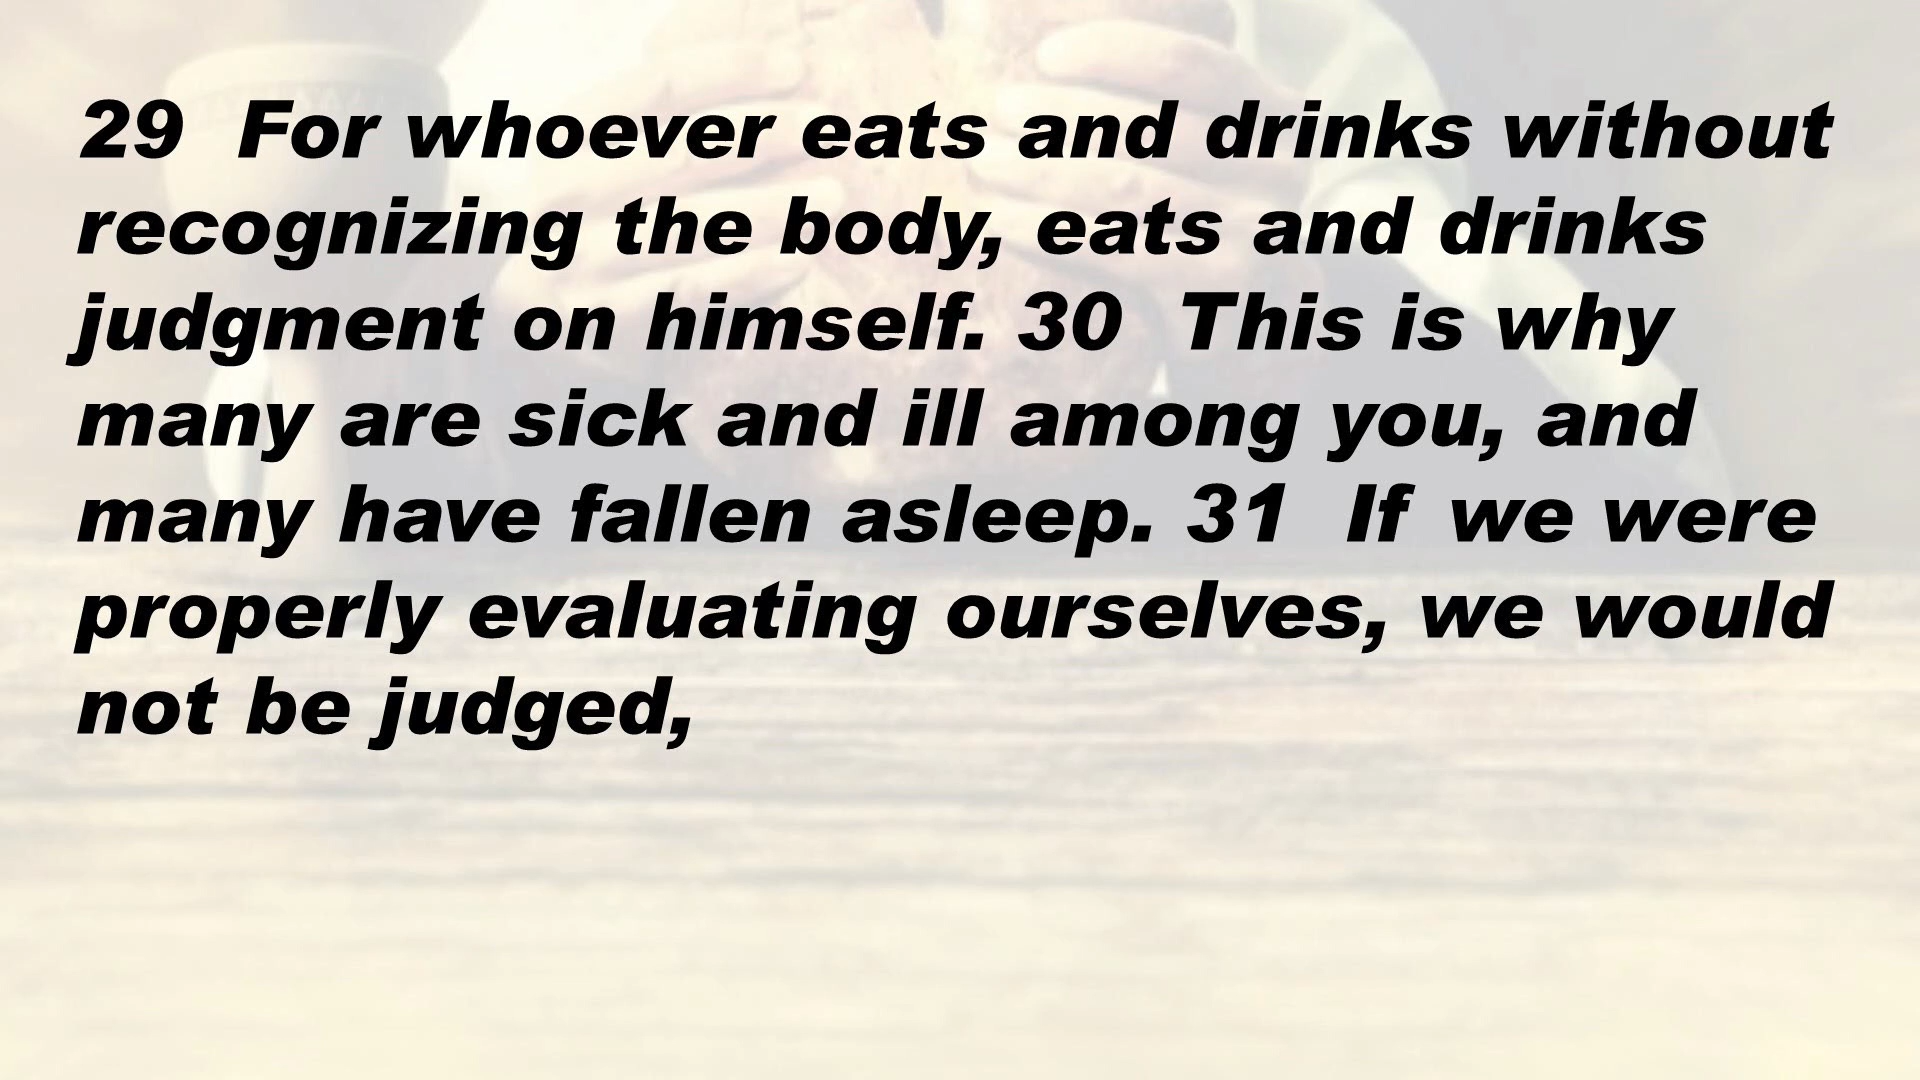 29  For whoever eats and drinks without
recognizing the body, eats and drinks
judgment on himself. 30  This is why
many are sick and ill among you, and
many have fallen asleep. 31  If we were
properly evaluating ourselves, we would
not be judged,